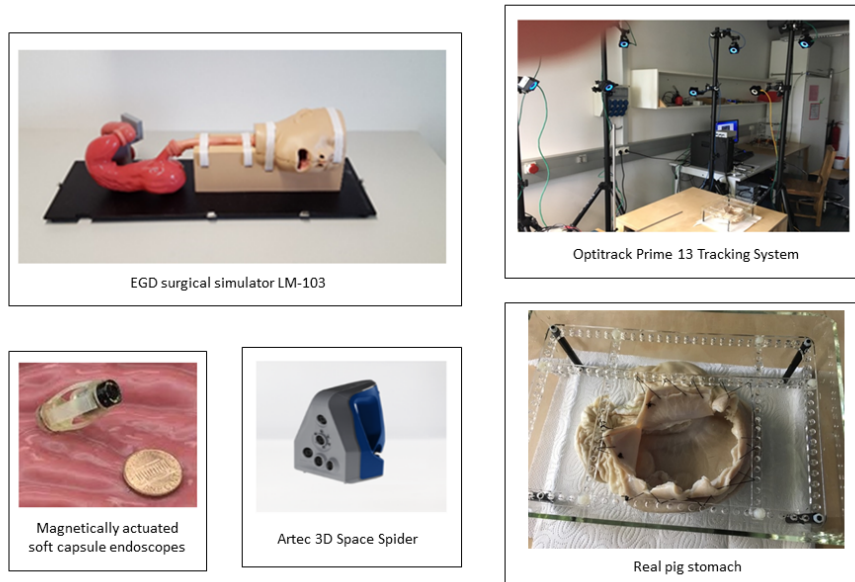 EGD surgical simulator LM-103
Optitrack Prime 13 Tracking System
Magnetically actuated
soft capsule endoscopes
Artec 3D Space Spider
Real pig stomach